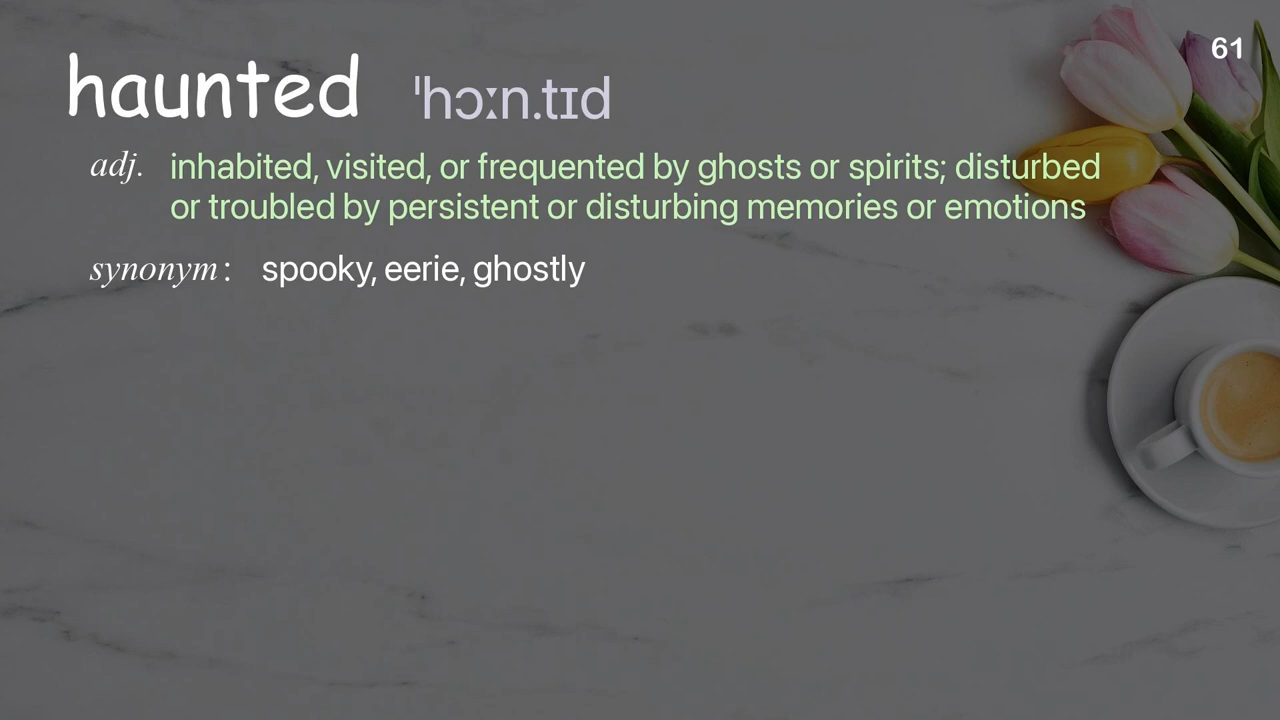 61
haunted ˈhɔːn.tɪd
adj. inhabited, visited, or frequented by ghosts or spirits; disturbed
or troubled by persistent or disturbing memories or emotions
synonym: spooky, eerie, ghostly